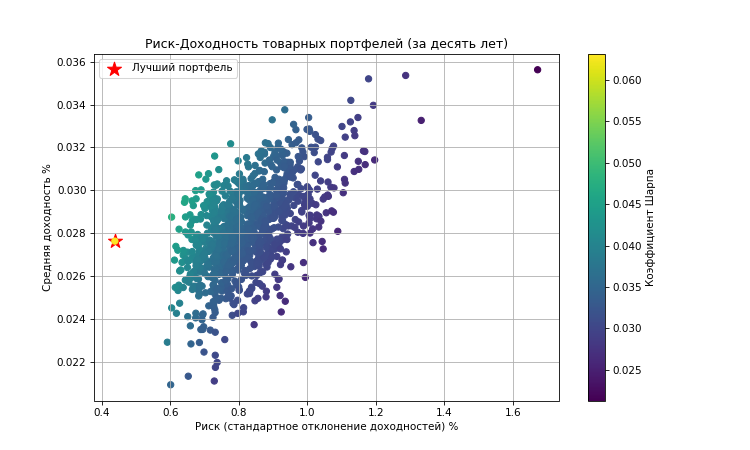 Риск-Доходность товарных портфелей (за десять лет)
Лучший портфель
Средняя доходность %
0.036
0.034
0.032
0.030
0.028
0.026
0.024
0.022
0.4 0.6 0.8 1.0 1.2 1.4 1.6
Риск (стандартное отклонение доходностей) %
0.060
0.055
0.050
0.045
0.040
0.035
0.030
0.025
Коэффициент Шарпа